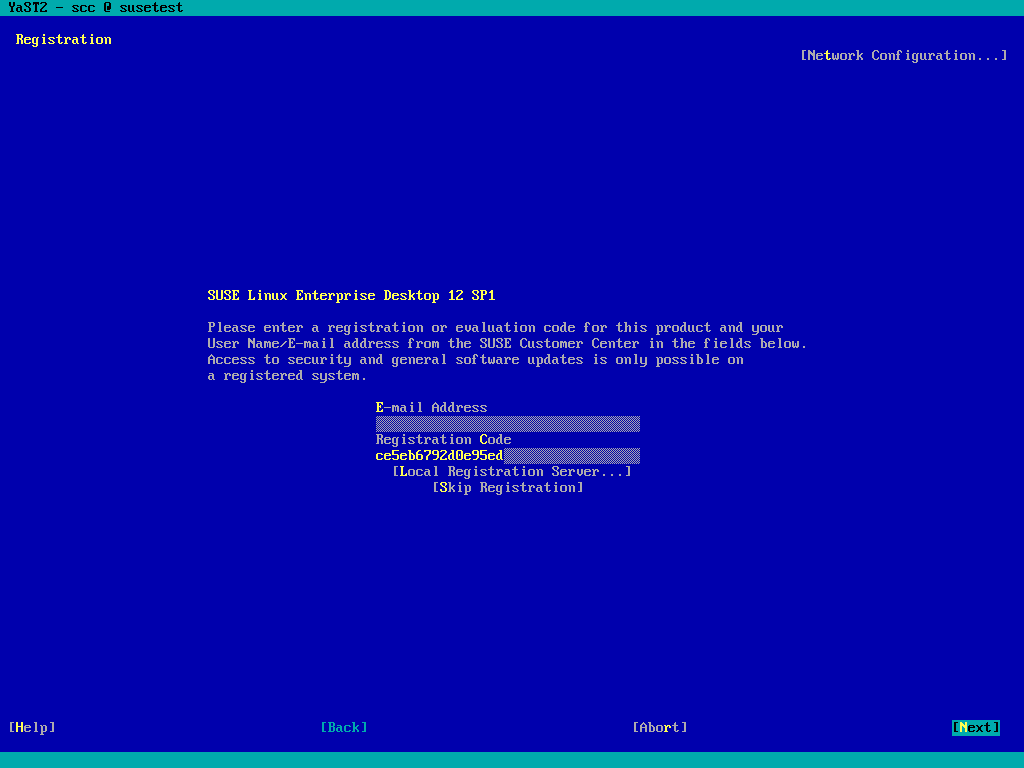 YaST2 - scc @ susetest
Registration
[Network Configuration...]
SUSE Linux Enterprise Desktop 12 SP1
Please enter a registration or evaluation code for this product and your
User Name/E-mail address from the SUSE Customer Center in the fields below.
Access to security and general software updates is only possible on
a registered system.
E-mail Address
Registration Code
ce5eb6792d0e95ed
[Local Registration Server...]
[Skip Registration]
[Help] [Back] [Abort] [Next]